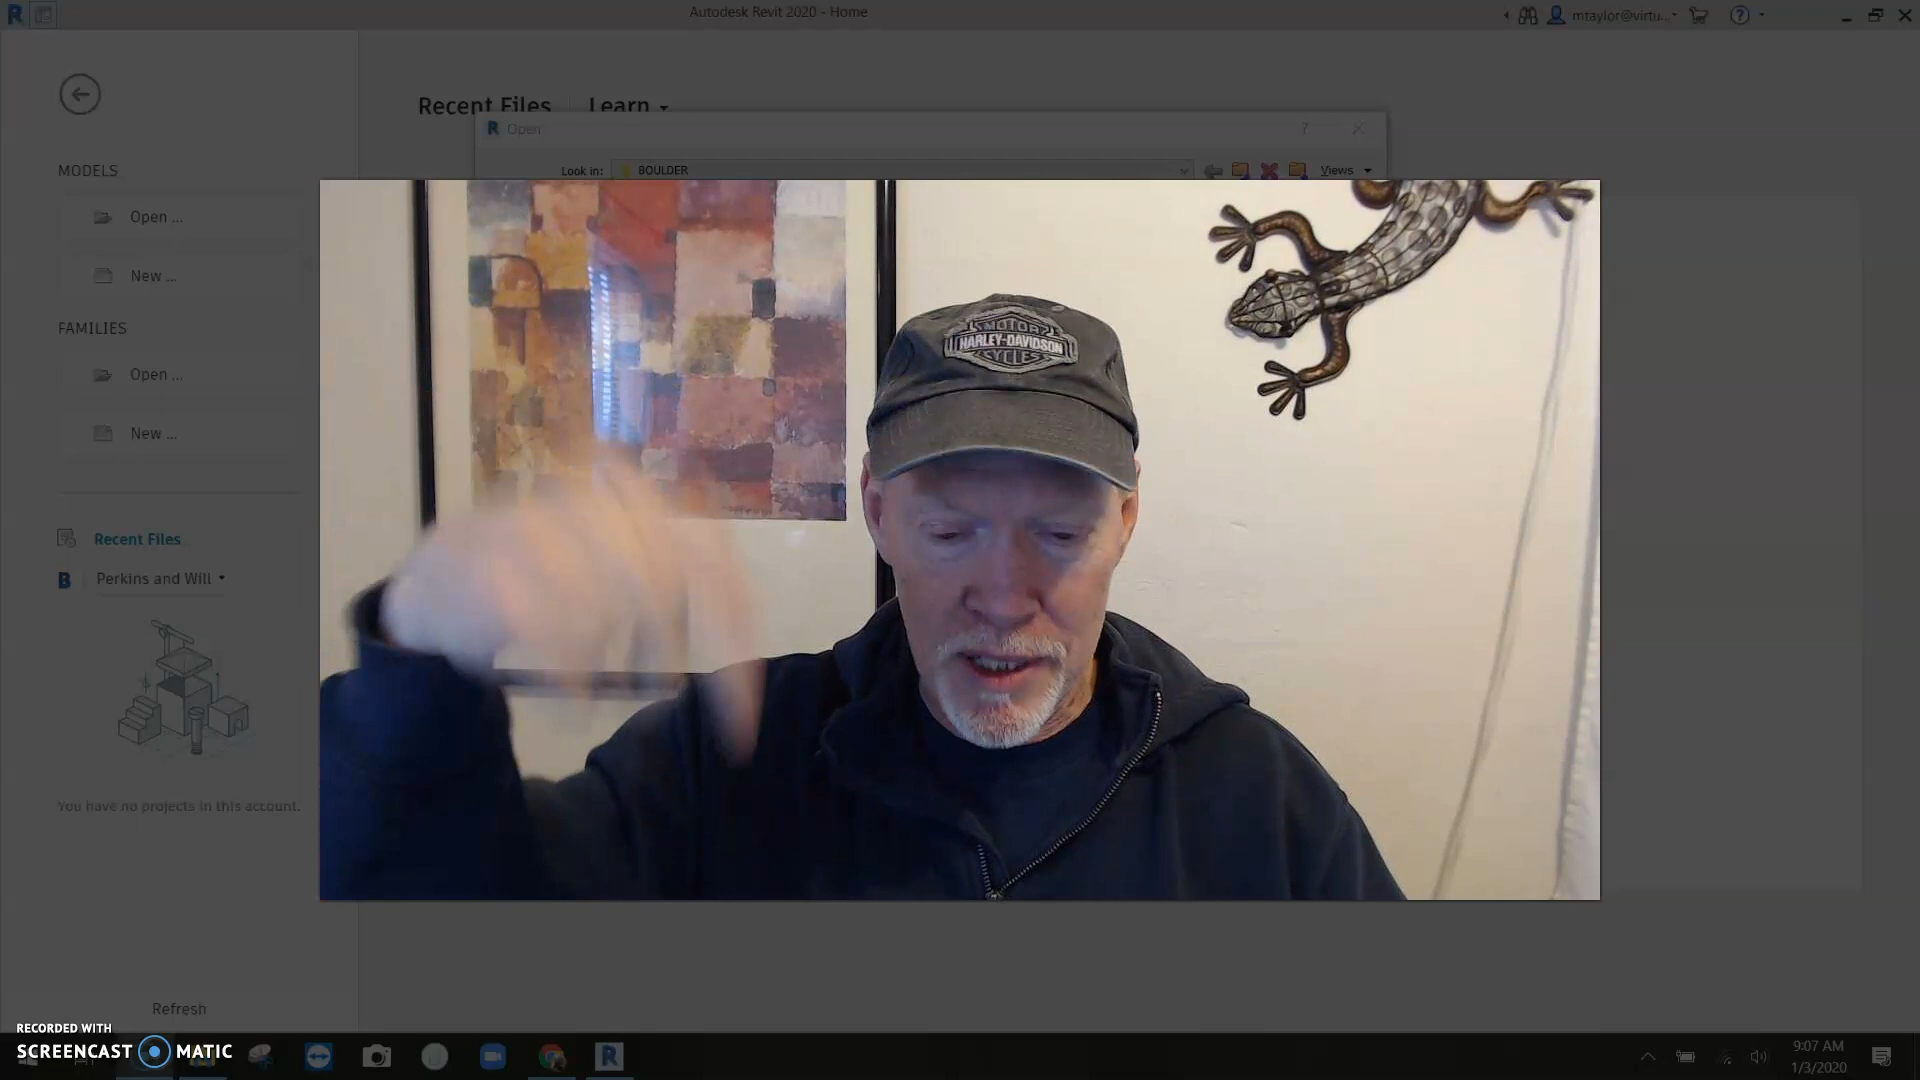 Autodesk Revit 2020 - Home
mtaylor@virtu...
Recent Files
Learn
Open
Look in:
BOULDER
Views
MODELS
Open ...
New ...
FAMILIES
Open ...
New ...
Recent Files
Perkins and Will
You have no projects in this account.
Refresh
MOTOR
HARLEY-DAVIDSON
CYCLES
RECORDED WITH
SCREENCAST MATIC
9:07 AM
1/3/2020